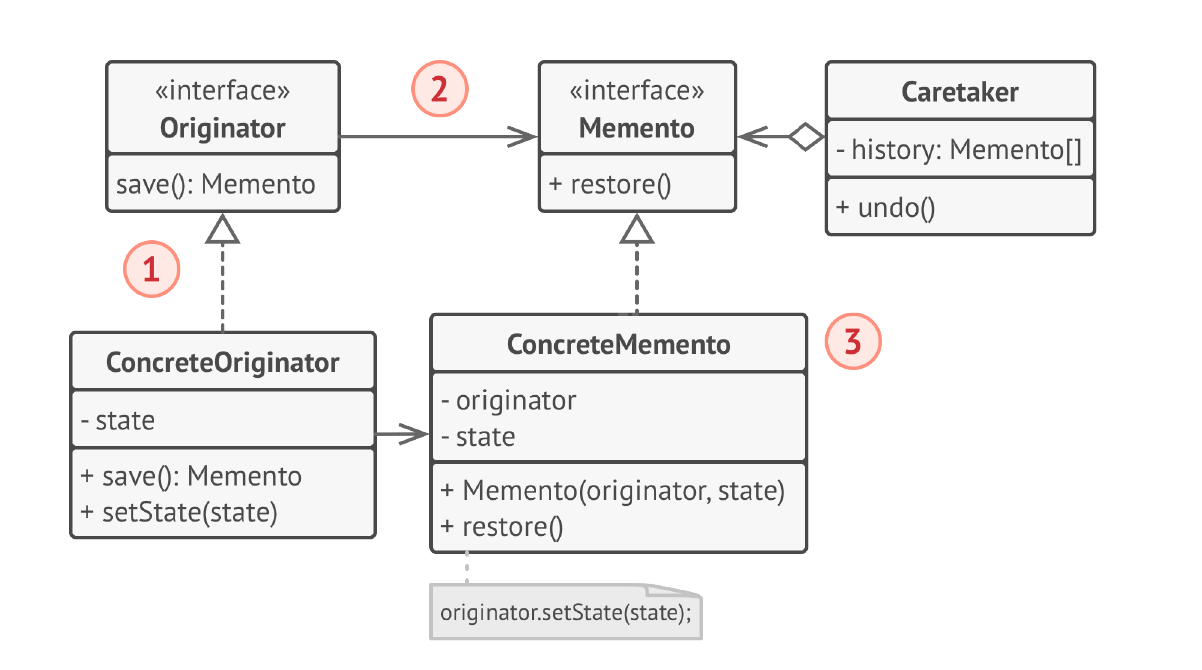 «interface»
Originator
save(): Memento
2
«interface»
Memento
+ restore()
Caretaker
- history: Memento[]
+ undo()
1
ConcreteOriginator
- state
+ save(): Memento
+ setState(state)
ConcreteMemento
- originator
- state
+ Memento(originator, state)
+ restore()
3
originator.setState(state);